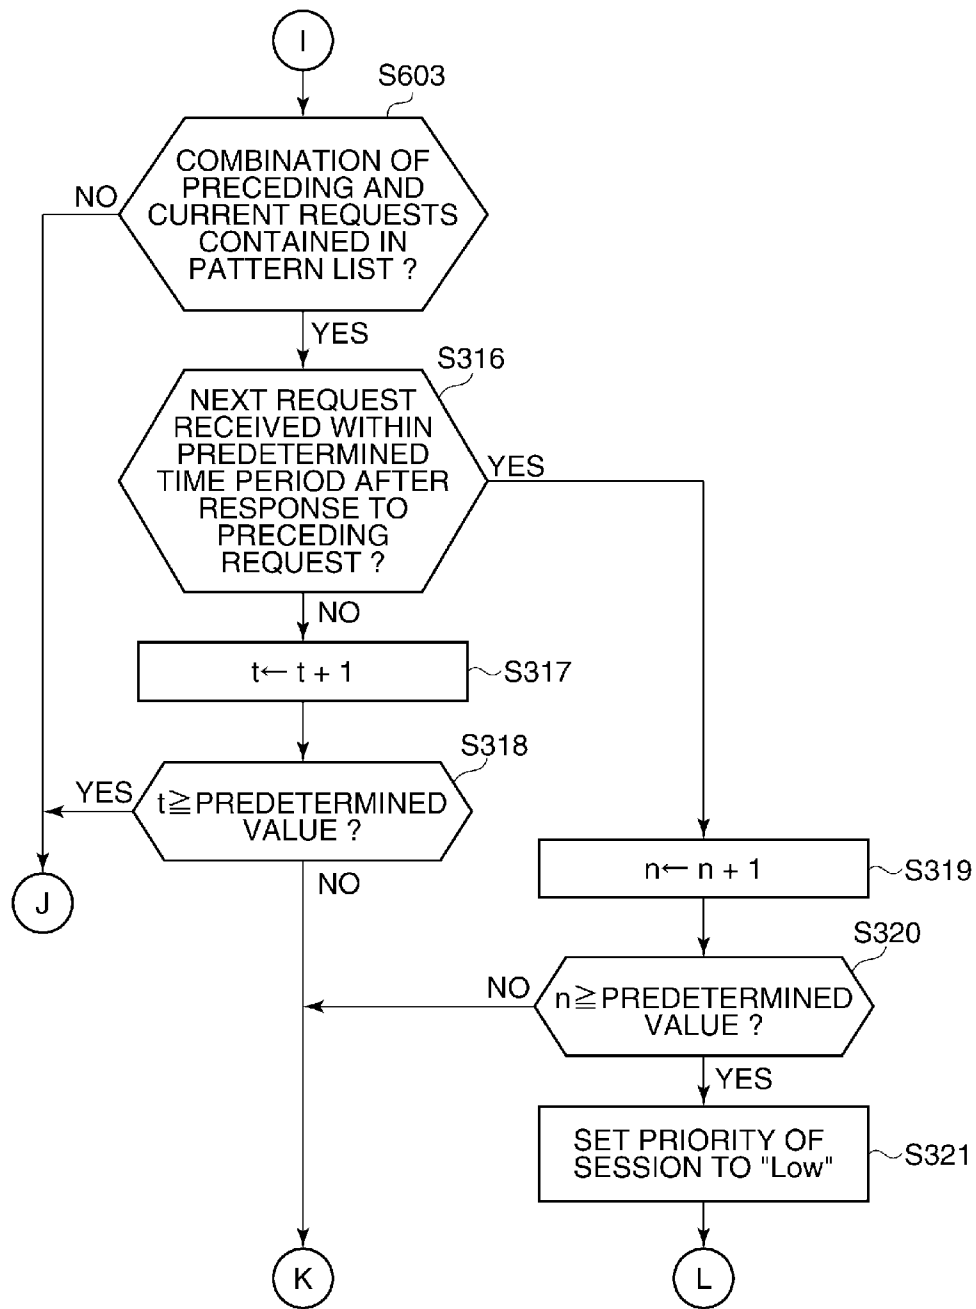 I
S603
COMBINATION OF
PRECEDING AND
CURRENT REQUESTS
CONTAINED IN
PATTERN LIST ?
NO
YES
S316
NEXT REQUEST
RECEIVED WITHIN
PREDETERMINED
TIME PERIOD AFTER
RESPONSE TO
PRECEDING
REQUEST ?
YES
NO
t← t + 1
S317
S318
t≧PREDETERMINED
VALUE ?
YES
NO
J
n← n + 1
S319
S320
n≧PREDETERMINED
VALUE ?
NO
YES
SET PRIORITY OF
SESSION TO "Low"
S321
K
L